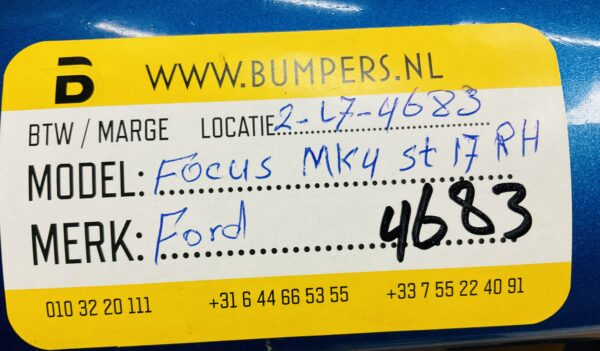 B WWW.BUMPERS.NL
BTW / MARGE LOCATIE 2-L7-4683
MODEL: Focus MK4 st 17 RH
MERK: Ford 4683
010 32 20 111 +31 6 44 66 53 55 +33 7 55 22 40 91